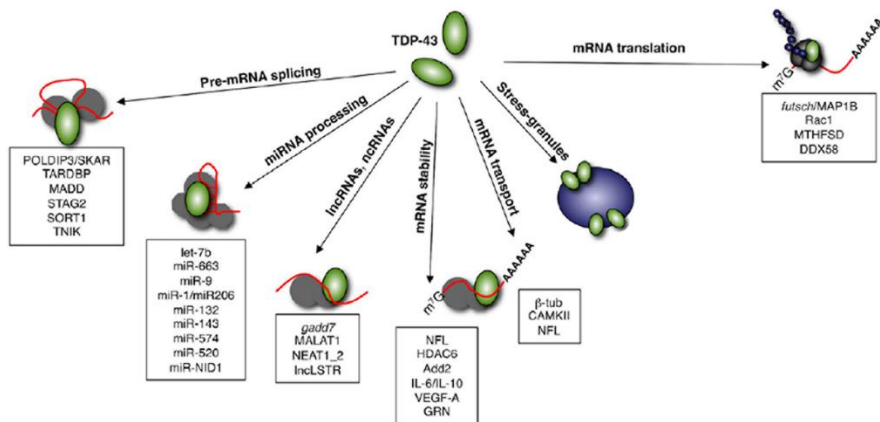 TDP-43
Pre-mRNA splicing
miRNA processing
lncRNAs, ncRNAs
mRNA stability
mRNA transport
Stress-granules
mRNA translation
POLDIP3/SKAR
TARDBP
MADD
STAG2
SORT1
TNIK
let-7b
miR-663
miR-9
miR-1/miR206
miR-132
miR-143
miR-574
miR-520
miR-NID1
gadd7
MALAT1
NEAT1_2
lncLSTR
m⁷G
AAAAAA
NFL
HDAC6
Add2
IL-6/IL-10
VEGF-A
GRN
β-tub
CAMKII
NFL
m⁷G
AAAAAA
futsch/MAP1B
Rac1
MTHFSD
DDX58